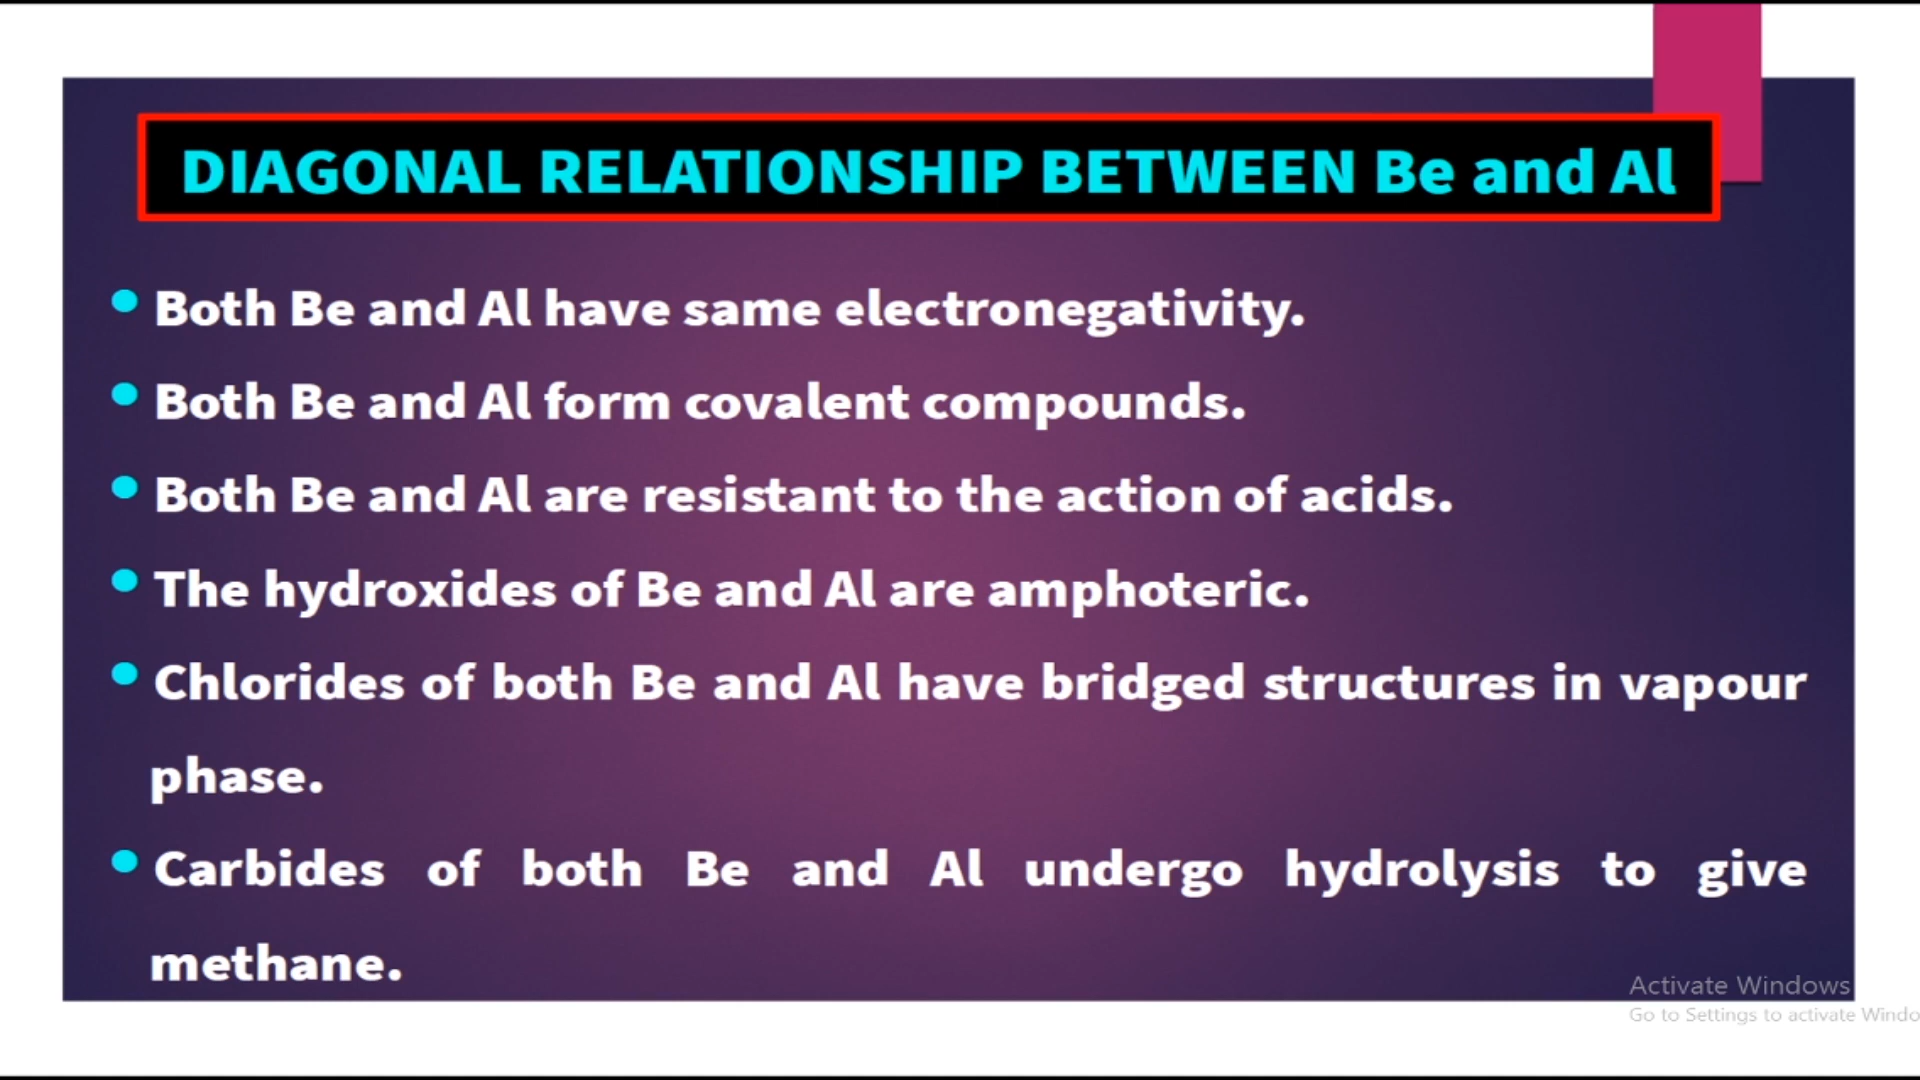 DIAGONAL RELATIONSHIP BETWEEN Be and Al
Both Be and Al have same electronegativity.
Both Be and Al form covalent compounds.
Both Be and Al are resistant to the action of acids.
The hydroxides of Be and Al are amphoteric.
Chlorides of both Be and Al have bridged structures in vapour
phase.
Carbides of both Be and Al undergo hydrolysis to give
methane.
Activate Windows
Go to Settings to activate Windo